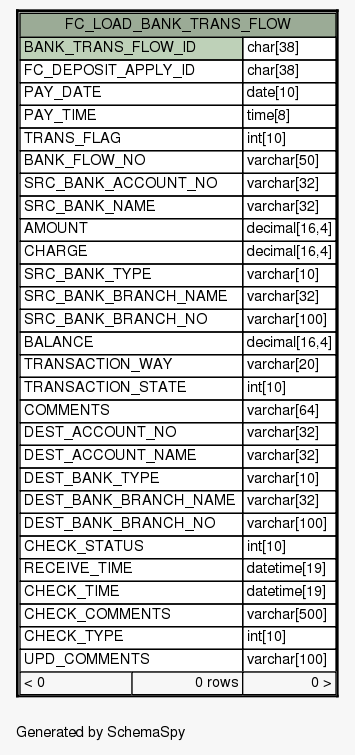 FC_LOAD_BANK_TRANS_FLOW
BANK_TRANS_FLOW_ID char[38]
FC_DEPOSIT_APPLY_ID char[38]
PAY_DATE date[10]
PAY_TIME time[8]
TRANS_FLAG int[10]
BANK_FLOW_NO varchar[50]
SRC_BANK_ACCOUNT_NO varchar[32]
SRC_BANK_NAME varchar[32]
AMOUNT decimal[16,4]
CHARGE decimal[16,4]
SRC_BANK_TYPE varchar[10]
SRC_BANK_BRANCH_NAME varchar[32]
SRC_BANK_BRANCH_NO varchar[100]
BALANCE decimal[16,4]
TRANSACTION_WAY varchar[20]
TRANSACTION_STATE int[10]
COMMENTS varchar[64]
DEST_ACCOUNT_NO varchar[32]
DEST_ACCOUNT_NAME varchar[32]
DEST_BANK_TYPE varchar[10]
DEST_BANK_BRANCH_NAME varchar[32]
DEST_BANK_BRANCH_NO varchar[100]
CHECK_STATUS int[10]
RECEIVE_TIME datetime[19]
CHECK_TIME datetime[19]
CHECK_COMMENTS varchar[500]
CHECK_TYPE int[10]
UPD_COMMENTS varchar[100]
< 0 0 rows 0 >
Generated by SchemaSpy